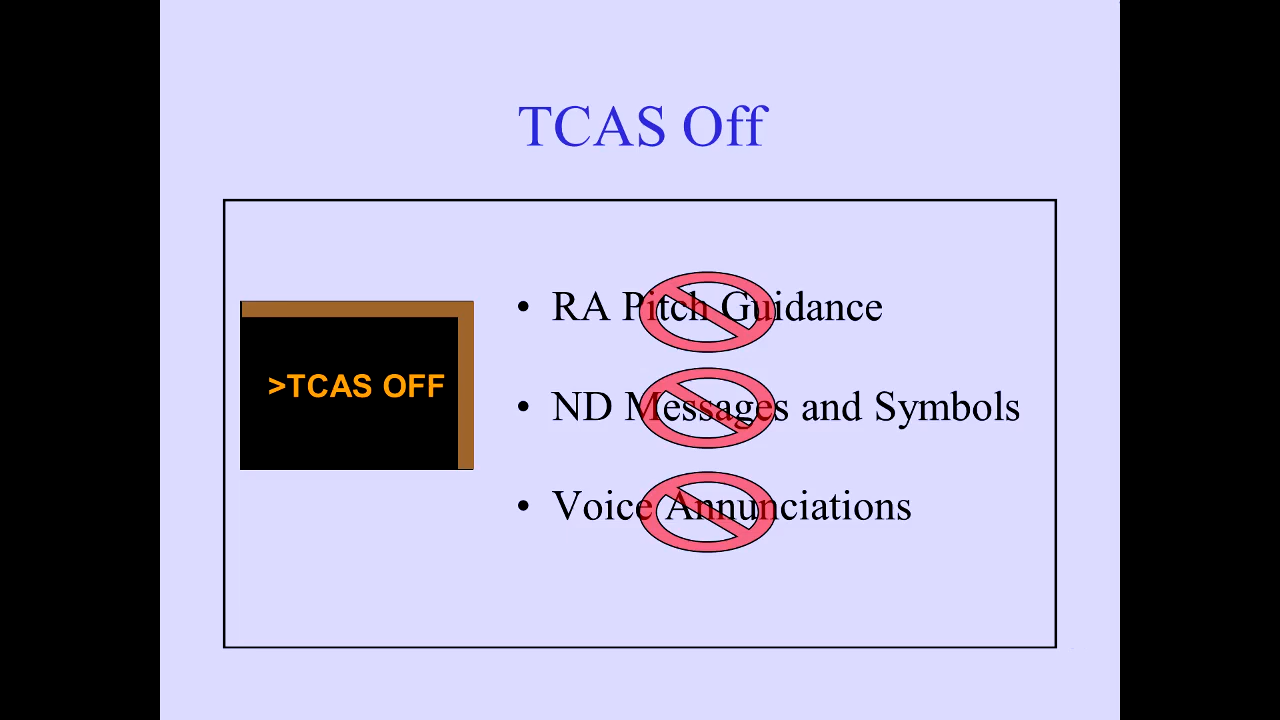 TCAS Off
>TCAS OFF
• RA Pitch Guidance
• ND Messages and Symbols
• Voice Annunciations